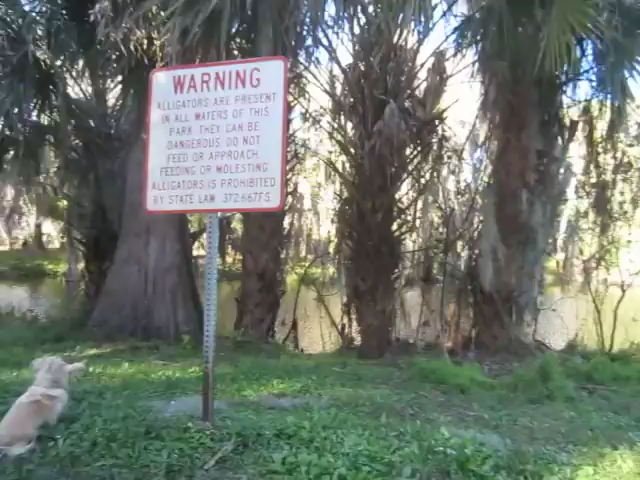 WARNING
ALLIGATORS ARE PRESENT
IN ALL WATERS OF THIS
PARK THEY CAN BE
DANGEROUS DO NOT
FEED OR APPROACH.
FEEDING OR MOLESTING
ALLIGATORS IS PROHIBITED
BY STATE LAW 372.667F.S.